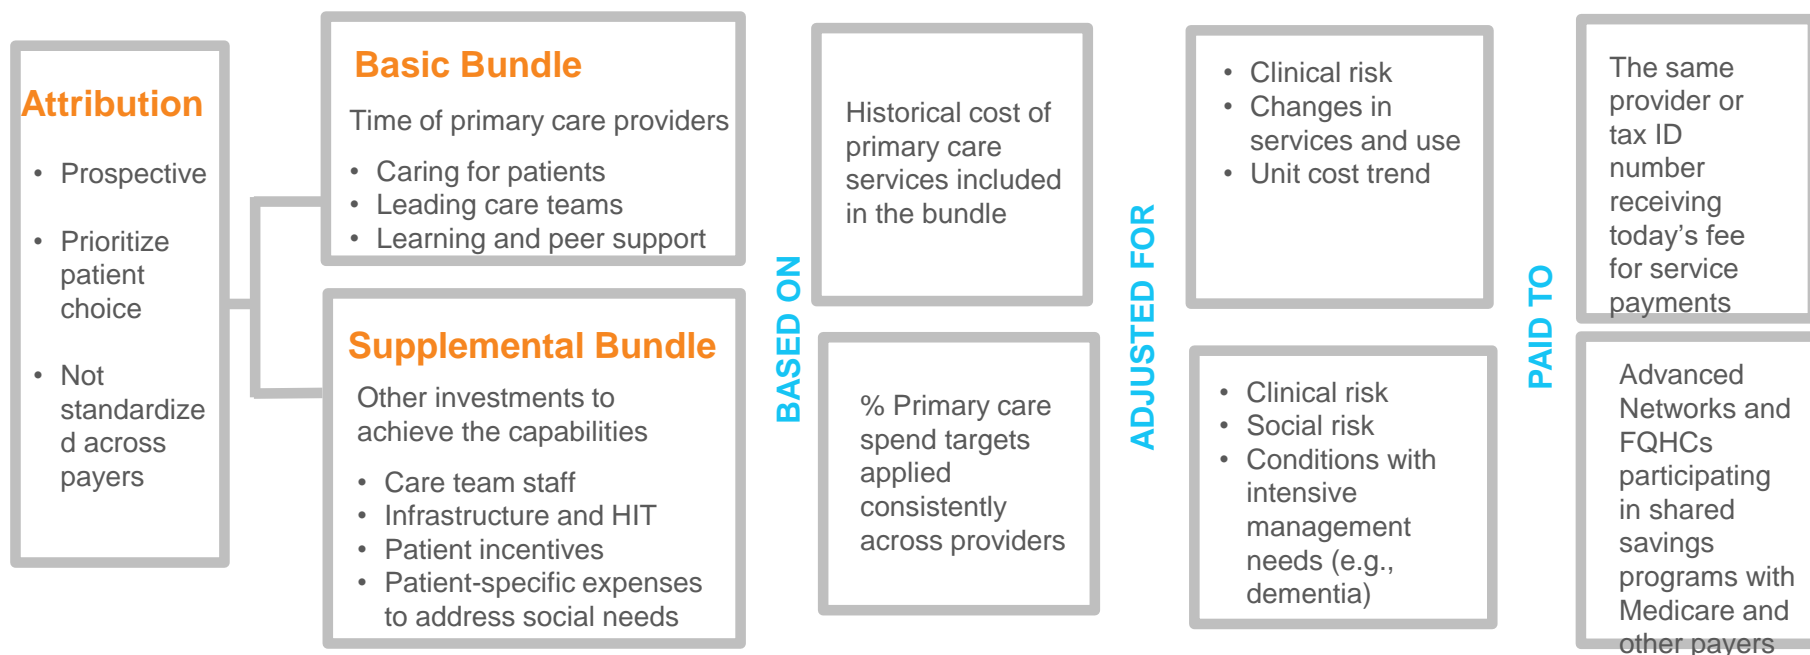 Attribution
• Prospective
• Prioritize
patient
choice
• Not
standardize
d across
payers
Basic Bundle
Time of primary care providers
• Caring for patients
• Leading care teams
• Learning and peer support
Supplemental Bundle
Other investments to
achieve the capabilities
• Care team staff
• Infrastructure and HIT
• Patient incentives
• Patient-specific expenses
to address social needs
BASED ON
Historical cost of
primary care
services included
in the bundle
% Primary care
spend targets
applied
consistently
across providers
ADJUSTED FOR
• Clinical risk
• Changes in
services and use
• Unit cost trend
• Clinical risk
• Social risk
• Conditions with
intensive
management
needs (e.g.,
dementia)
PAID TO
The same
provider or
tax ID
number
receiving
today’s fee
for service
payments
Advanced
Networks and
FQHCs
participating
in shared
savings
programs with
Medicare and
other payers